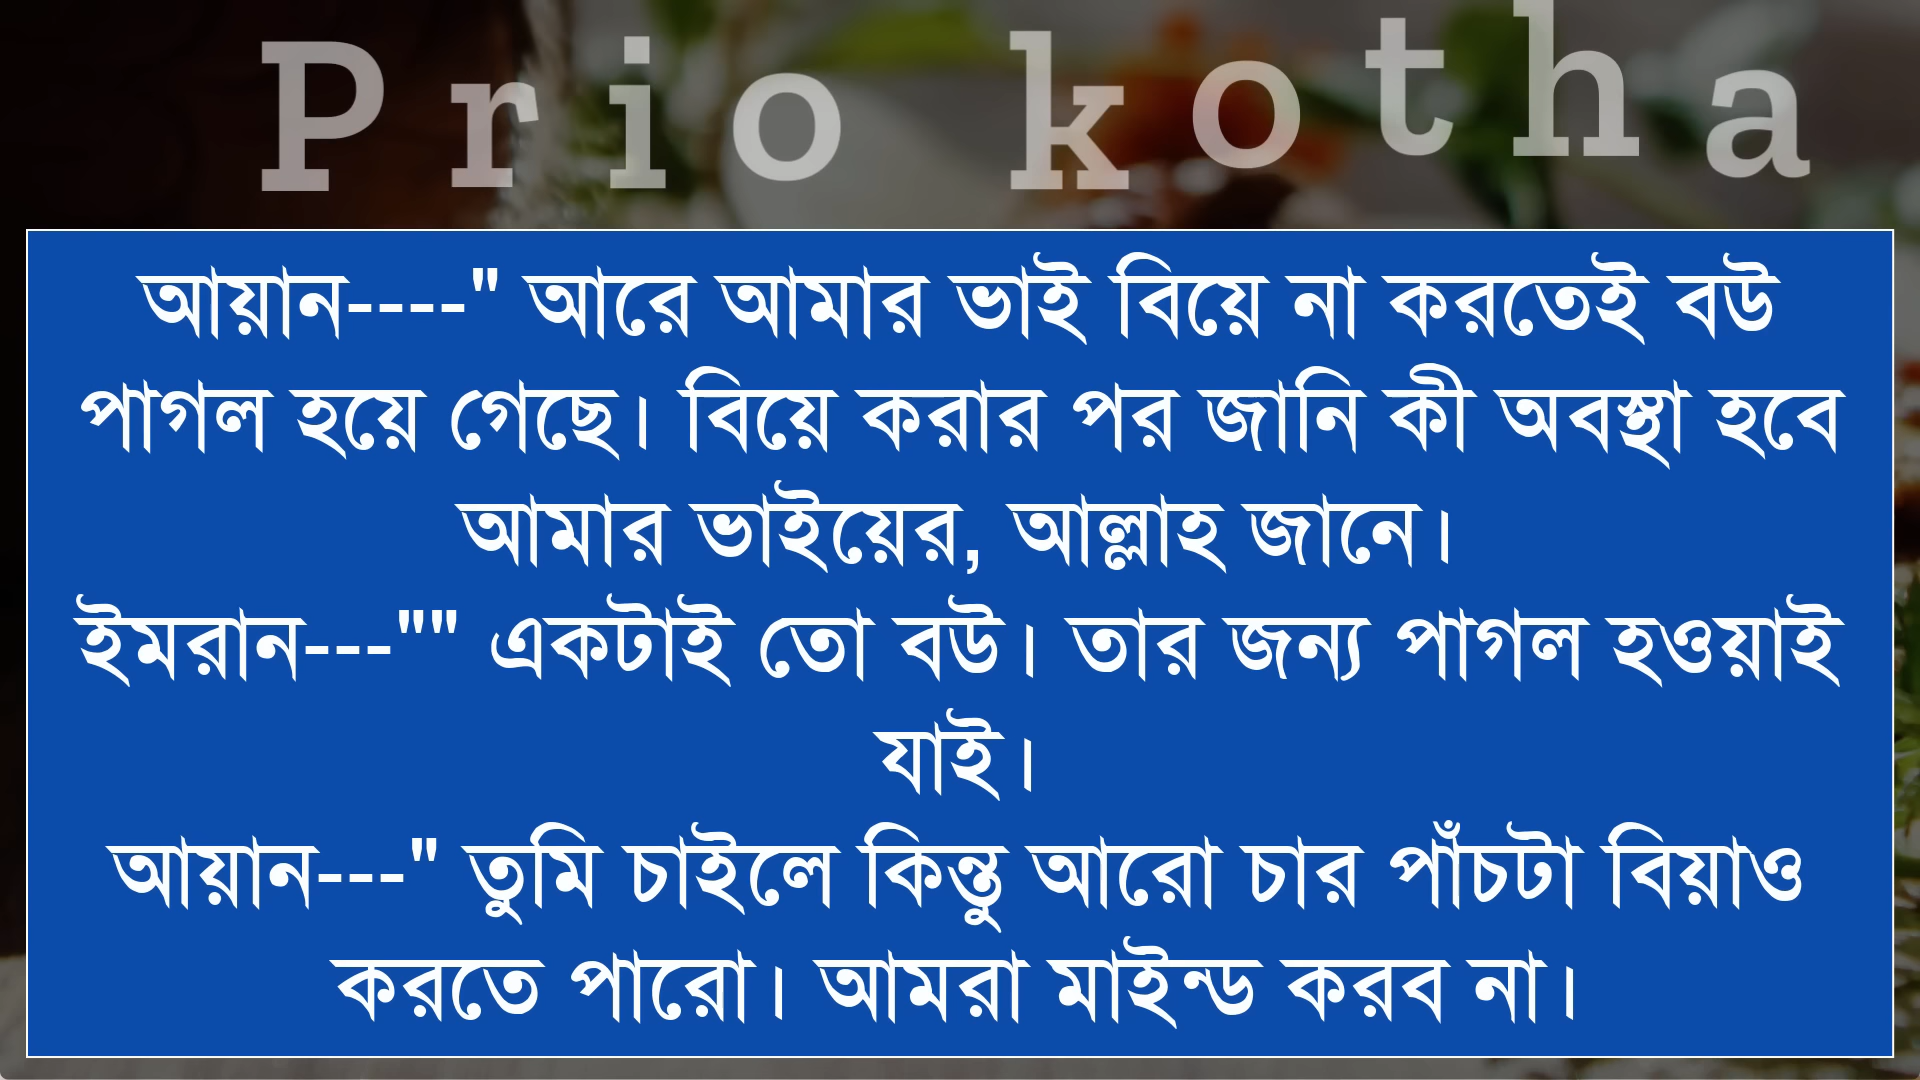 Prio kotha
আয়ান----" আরে আমার ভাই বিয়ে না করতেই বউ
পাগল হয়ে গেছে। বিয়ে করার পর জানি কী অবস্থা হবে
আমার ভাইয়ের, আল্লাহ জানে।
ইমরান---"" একটাই তো বউ। তার জন্য পাগল হওয়াই
যাই।
আয়ান---" তুমি চাইলে কিন্তু আরো চার পাঁচটা বিয়াও
করতে পারো। আমরা মাইন্ড করব না।